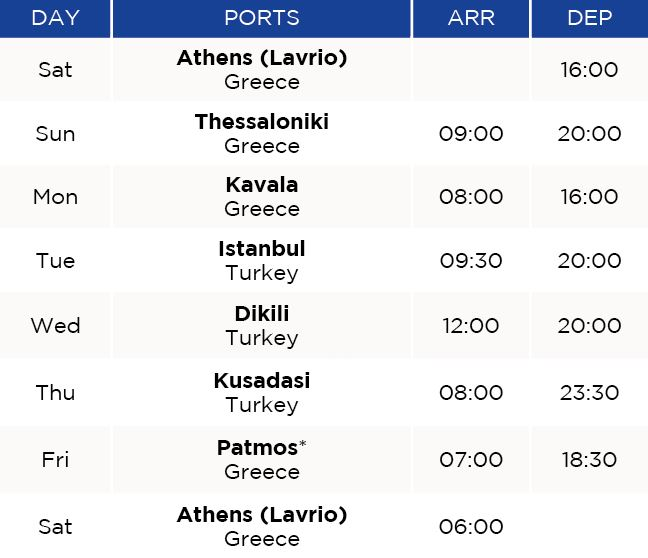 DAY PORTS ARR DEP
Sat Athens (Lavrio) Greece 16:00
Sun Thessaloniki Greece 09:00 20:00
Mon Kavala Greece 08:00 16:00
Tue Istanbul Turkey 09:30 20:00
Wed Dikili Turkey 12:00 20:00
Thu Kusadasi Turkey 08:00 23:30
Fri Patmos* Greece 07:00 18:30
Sat Athens (Lavrio) Greece 06:00